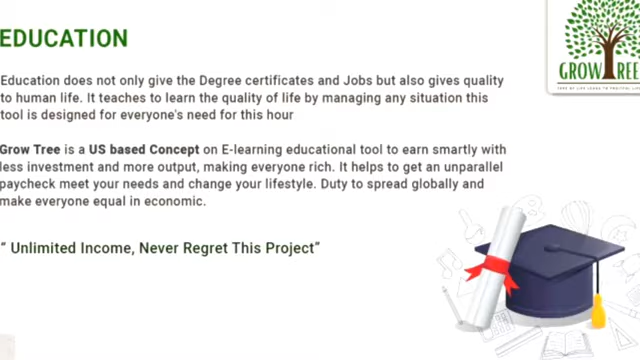 EDUCATION
GROW TREE
Education does not only give the Degree certificates and Jobs but also gives quality
to human life. It teaches to learn the quality of life by managing any situation this
tool is designed for everyone's need for this hour
Grow Tree is a US based Concept on E-learning educational tool to earn smartly with
less investment and more output, making everyone rich. It helps to get an unparallel
paycheck meet your needs and change your lifestyle. Duty to spread globally and
make everyone equal in economic.
“ Unlimited Income, Never Regret This Project”